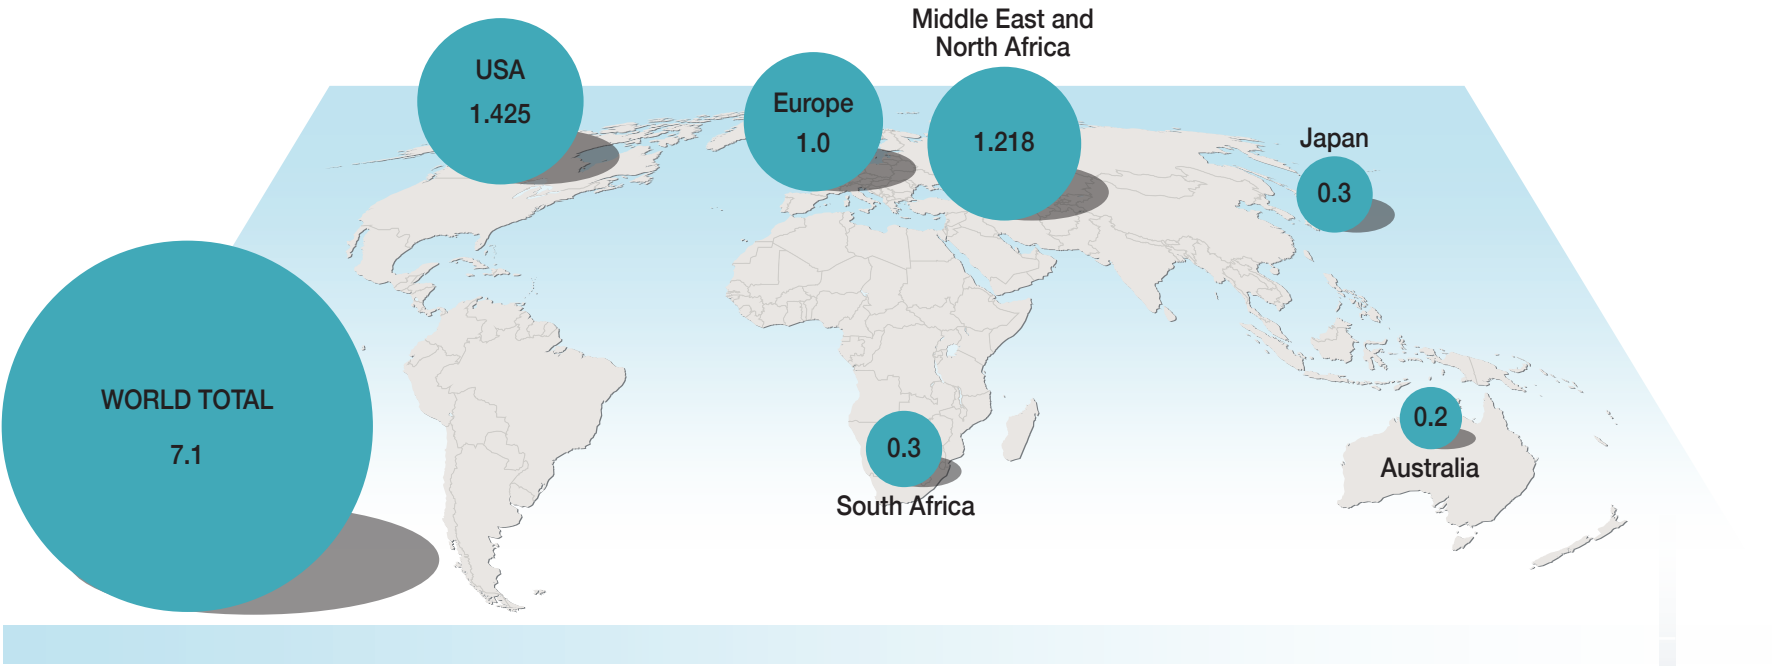 Middle East and
North Africa
USA
1.425
Europe
1.0
1.218
Japan
0.3
WORLD TOTAL
7.1
0.3
South Africa
0.2
Australia